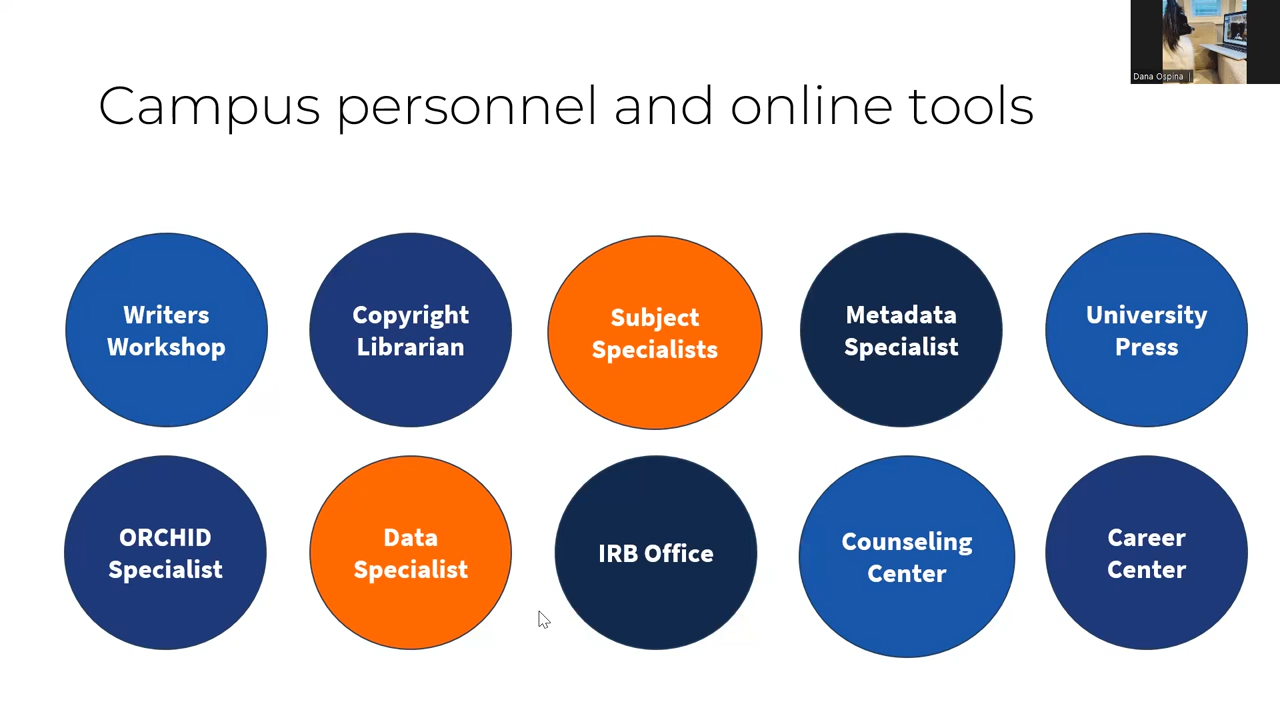 Dana Ospina
Campus personnel and online tools
Writers
Workshop
Copyright
Librarian
Subject
Specialists
Metadata
Specialist
University
Press
ORCHID
Specialist
Data
Specialist
IRB Office
Counseling
Center
Career
Center